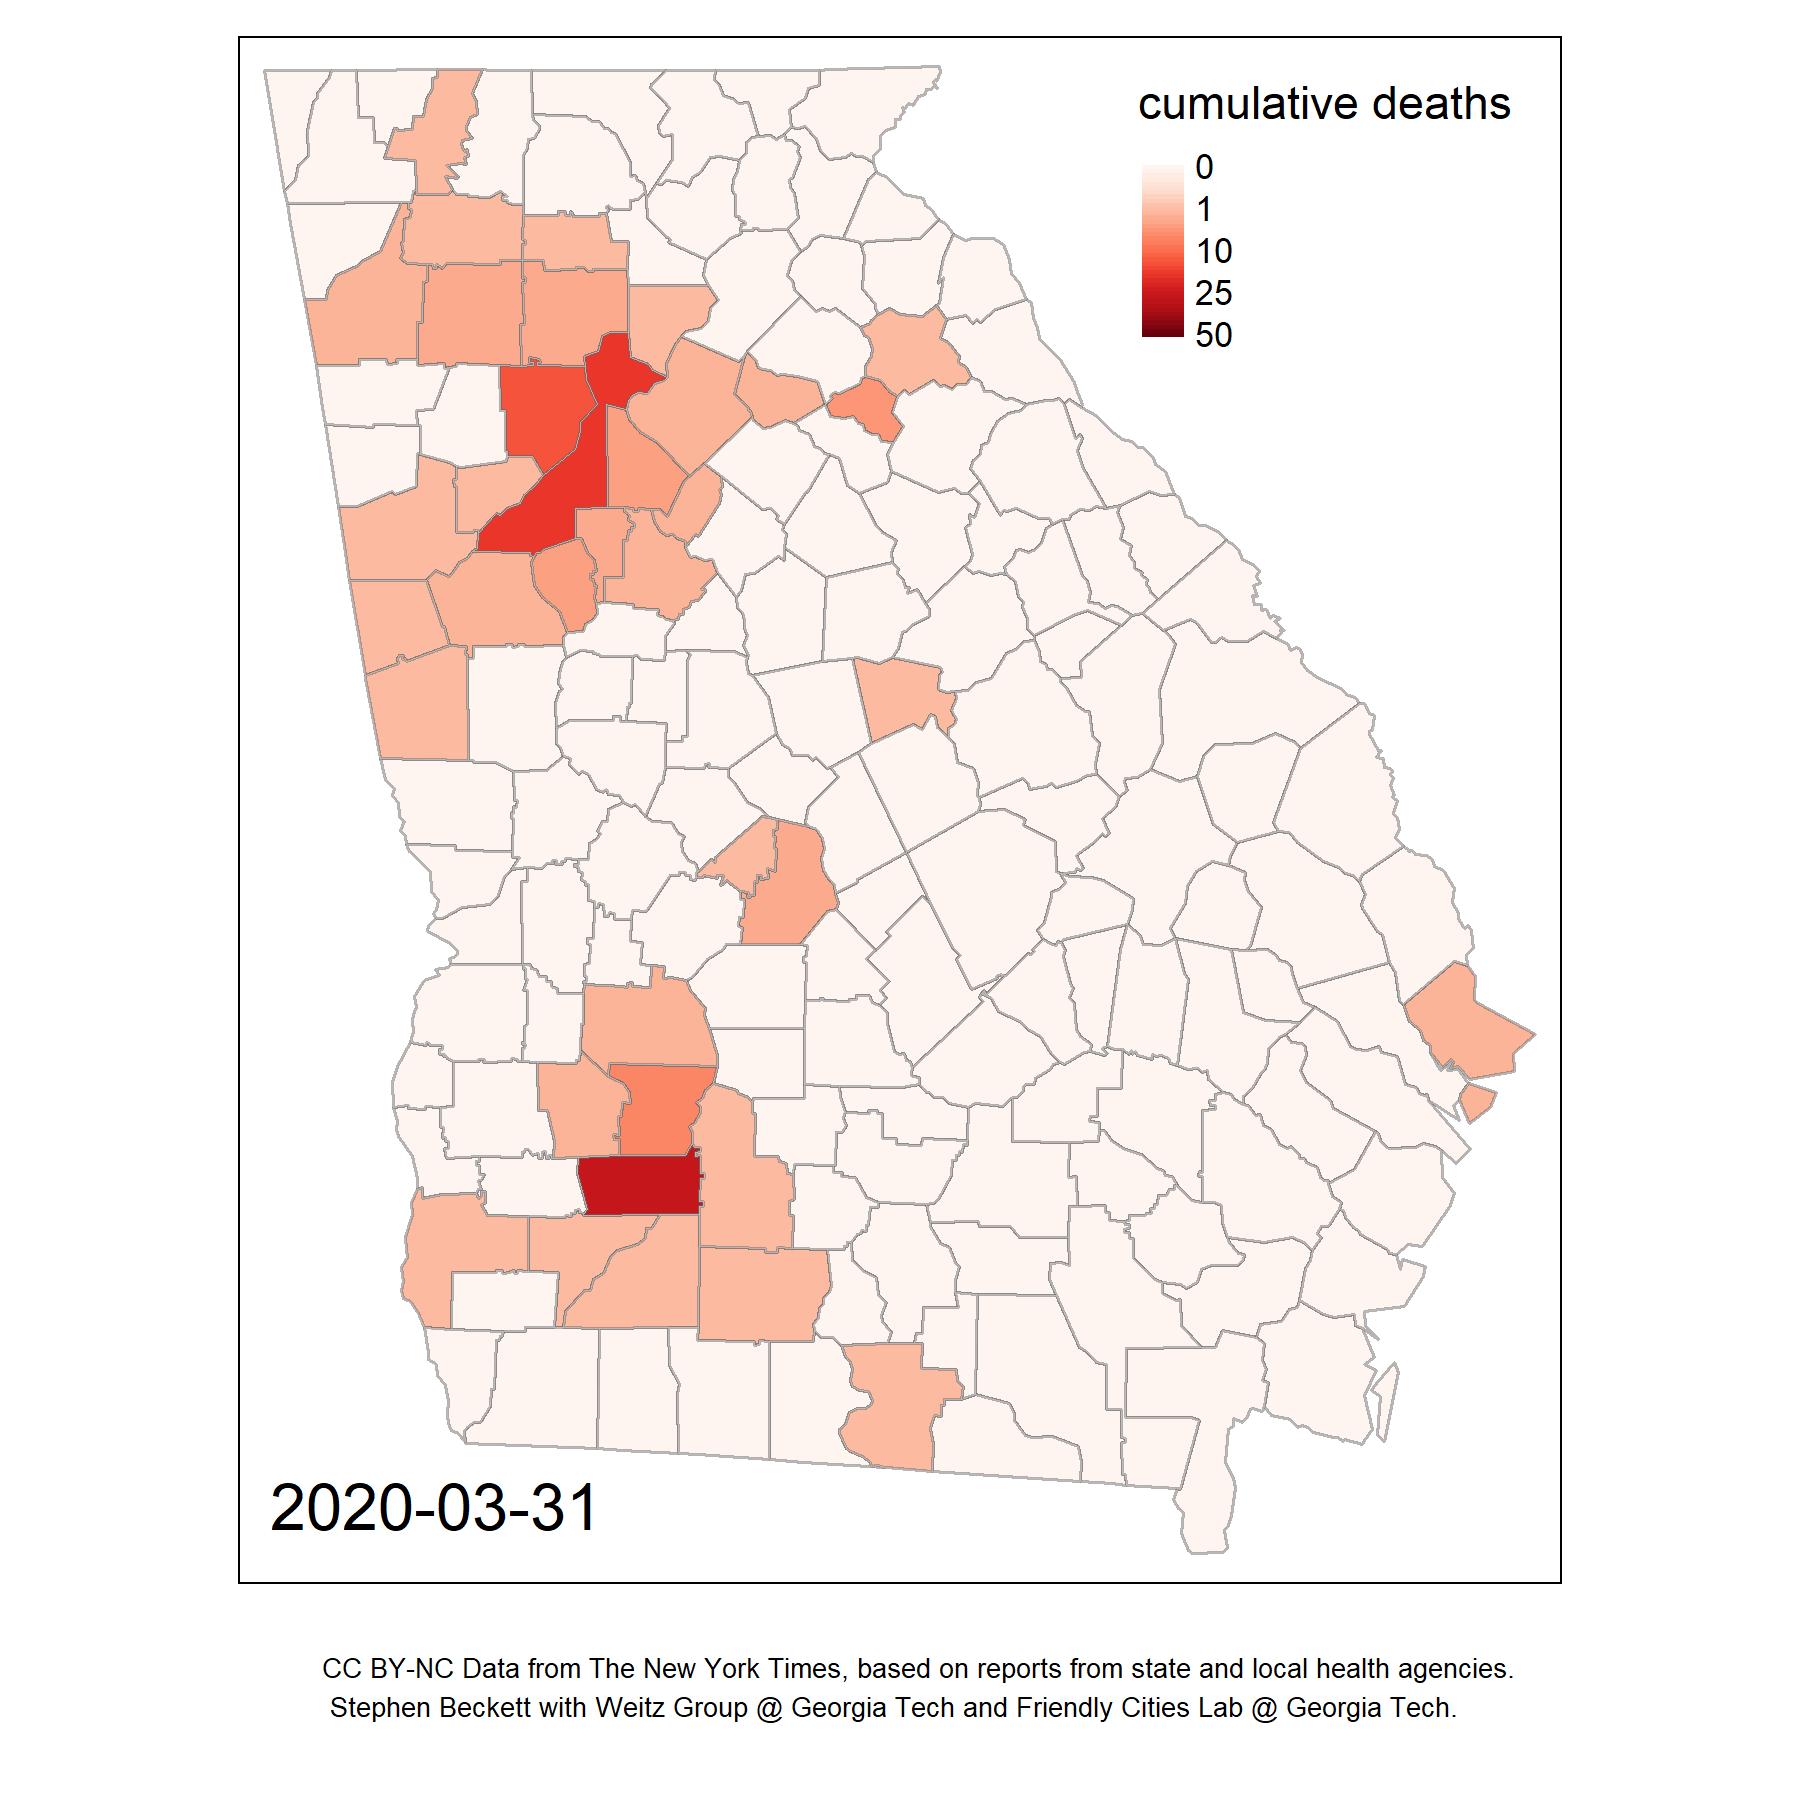 cumulative deaths
0
1
10
25
50
2020-03-31
CC BY-NC Data from The New York Times, based on reports from state and local health agencies.
Stephen Beckett with Weitz Group @ Georgia Tech and Friendly Cities Lab @ Georgia Tech.